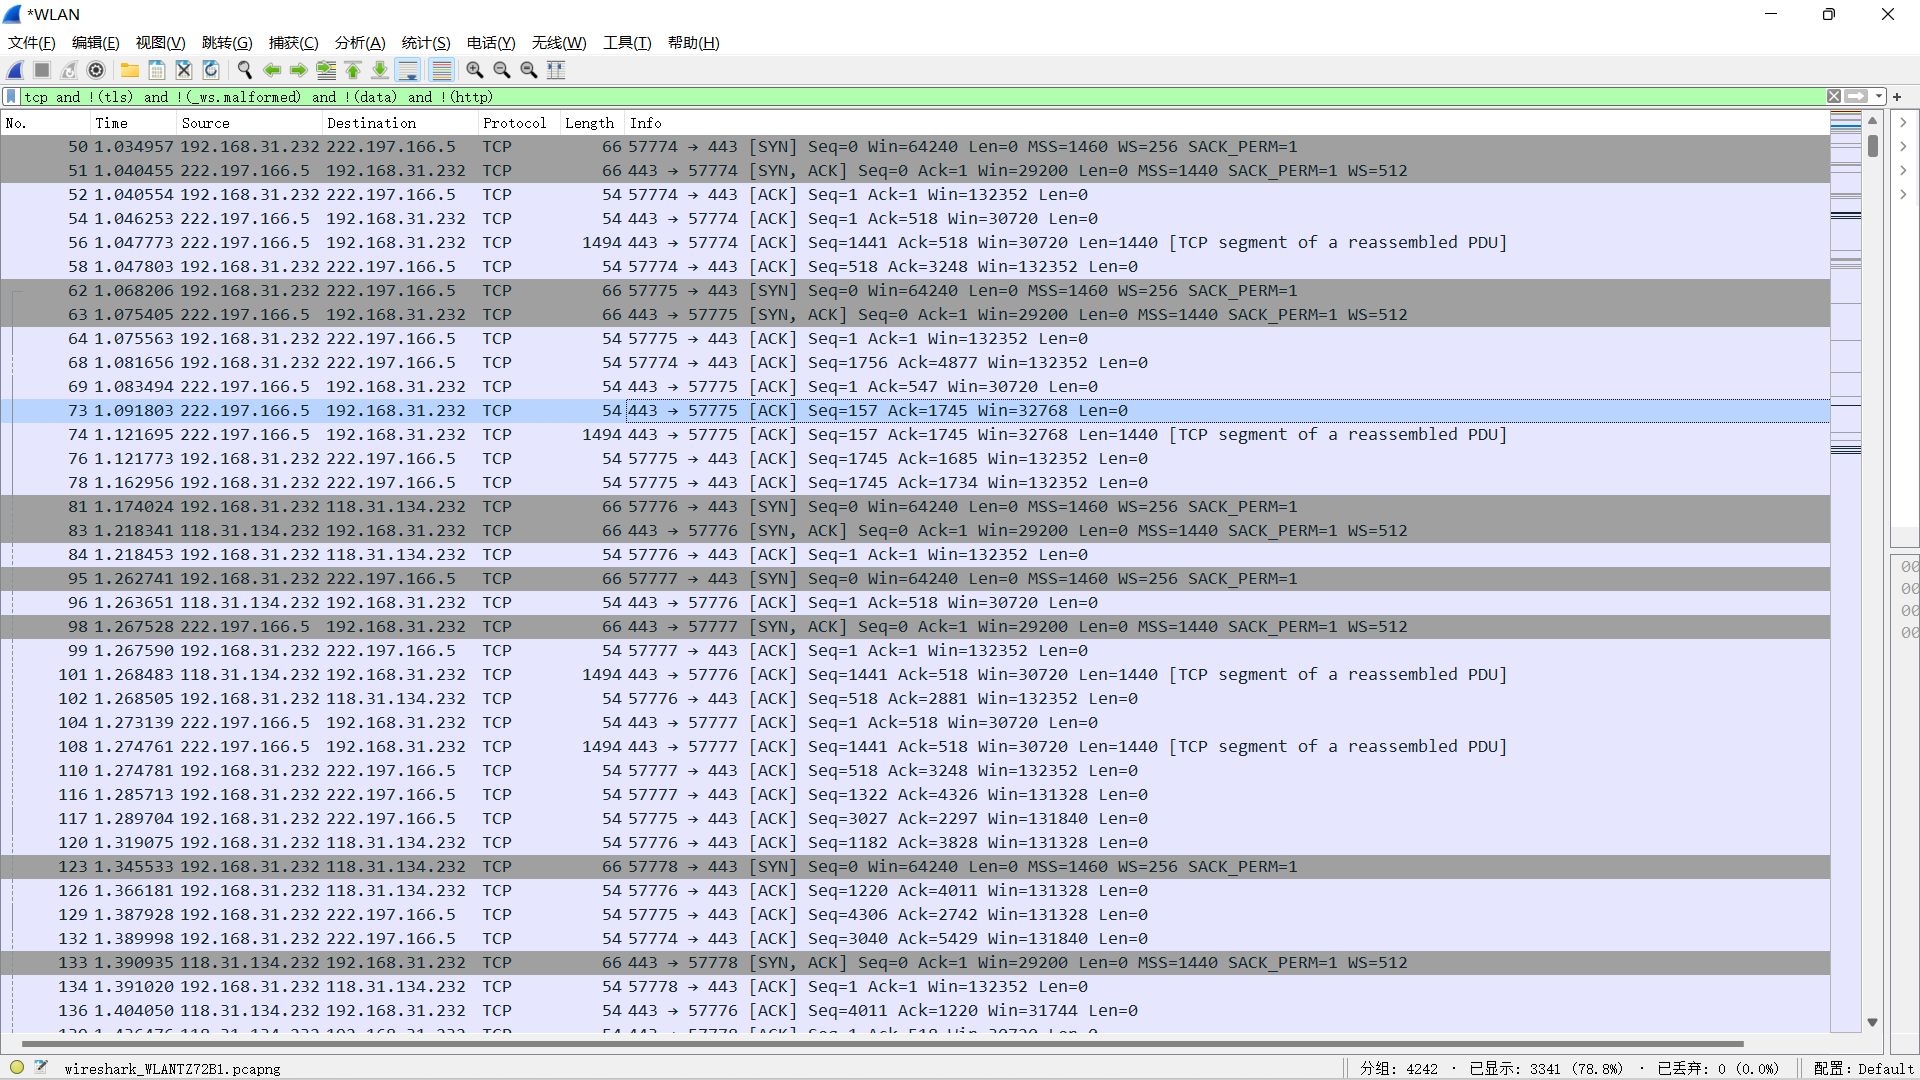 *WLAN
文件(F) 编辑(E) 视图(V) 跳转(G) 捕获(C) 分析(A) 统计(S) 电话(Y) 无线(W) 工具(T) 帮助(H)
tcp and !(tls) and !(_ws.malformed) and !(data) and !(http)
No. Time Source Destination Protocol Length Info
50 1.034957 192.168.31.232 222.197.166.5 TCP 66 57774 → 443 [SYN] Seq=0 Win=64240 Len=0 MSS=1460 WS=256 SACK_PERM=1
51 1.040455 222.197.166.5 192.168.31.232 TCP 66 443 → 57774 [SYN, ACK] Seq=0 Ack=1 Win=29200 Len=0 MSS=1440 SACK_PERM=1 WS=512
52 1.040554 192.168.31.232 222.197.166.5 TCP 54 57774 → 443 [ACK] Seq=1 Ack=1 Win=132352 Len=0
54 1.046253 222.197.166.5 192.168.31.232 TCP 54 443 → 57774 [ACK] Seq=1 Ack=518 Win=30720 Len=0
56 1.047773 222.197.166.5 192.168.31.232 TCP 1494 443 → 57774 [ACK] Seq=1441 Ack=518 Win=30720 Len=1440 [TCP segment of a reassembled PDU]
58 1.047803 192.168.31.232 222.197.166.5 TCP 54 57774 → 443 [ACK] Seq=518 Ack=3248 Win=132352 Len=0
62 1.068206 192.168.31.232 222.197.166.5 TCP 66 57775 → 443 [SYN] Seq=0 Win=64240 Len=0 MSS=1460 WS=256 SACK_PERM=1
63 1.075405 222.197.166.5 192.168.31.232 TCP 66 443 → 57775 [SYN, ACK] Seq=0 Ack=1 Win=29200 Len=0 MSS=1440 SACK_PERM=1 WS=512
64 1.075563 192.168.31.232 222.197.166.5 TCP 54 57775 → 443 [ACK] Seq=1 Ack=1 Win=132352 Len=0
68 1.081656 192.168.31.232 222.197.166.5 TCP 54 57774 → 443 [ACK] Seq=1756 Ack=4877 Win=132352 Len=0
69 1.083494 222.197.166.5 192.168.31.232 TCP 54 443 → 57775 [ACK] Seq=1 Ack=547 Win=30720 Len=0
73 1.091803 222.197.166.5 192.168.31.232 TCP 54 443 → 57775 [ACK] Seq=157 Ack=1745 Win=32768 Len=0
74 1.121695 222.197.166.5 192.168.31.232 TCP 1494 443 → 57775 [ACK] Seq=157 Ack=1745 Win=32768 Len=1440 [TCP segment of a reassembled PDU]
76 1.121773 192.168.31.232 222.197.166.5 TCP 54 57775 → 443 [ACK] Seq=1745 Ack=1685 Win=132352 Len=0
78 1.162956 192.168.31.232 222.197.166.5 TCP 54 57775 → 443 [ACK] Seq=1745 Ack=1734 Win=132352 Len=0
81 1.174024 192.168.31.232 118.31.134.232 TCP 66 57776 → 443 [SYN] Seq=0 Win=64240 Len=0 MSS=1460 WS=256 SACK_PERM=1
83 1.218341 118.31.134.232 192.168.31.232 TCP 66 443 → 57776 [SYN, ACK] Seq=0 Ack=1 Win=29200 Len=0 MSS=1440 SACK_PERM=1 WS=512
84 1.218453 192.168.31.232 118.31.134.232 TCP 54 57776 → 443 [ACK] Seq=1 Ack=1 Win=132352 Len=0
95 1.262741 192.168.31.232 222.197.166.5 TCP 66 57777 → 443 [SYN] Seq=0 Win=64240 Len=0 MSS=1460 WS=256 SACK_PERM=1
96 1.263651 118.31.134.232 192.168.31.232 TCP 54 443 → 57776 [ACK] Seq=1 Ack=518 Win=30720 Len=0
98 1.267528 222.197.166.5 192.168.31.232 TCP 66 443 → 57777 [SYN, ACK] Seq=0 Ack=1 Win=29200 Len=0 MSS=1440 SACK_PERM=1 WS=512
99 1.267590 192.168.31.232 222.197.166.5 TCP 54 57777 → 443 [ACK] Seq=1 Ack=1 Win=132352 Len=0
101 1.268483 118.31.134.232 192.168.31.232 TCP 1494 443 → 57776 [ACK] Seq=1441 Ack=518 Win=30720 Len=1440 [TCP segment of a reassembled PDU]
102 1.268505 192.168.31.232 118.31.134.232 TCP 54 57776 → 443 [ACK] Seq=518 Ack=2881 Win=132352 Len=0
104 1.273139 222.197.166.5 192.168.31.232 TCP 54 443 → 57777 [ACK] Seq=1 Ack=518 Win=30720 Len=0
108 1.274761 222.197.166.5 192.168.31.232 TCP 1494 443 → 57777 [ACK] Seq=1441 Ack=518 Win=30720 Len=1440 [TCP segment of a reassembled PDU]
110 1.274781 192.168.31.232 222.197.166.5 TCP 54 57777 → 443 [ACK] Seq=518 Ack=3248 Win=132352 Len=0
116 1.285713 192.168.31.232 222.197.166.5 TCP 54 57777 → 443 [ACK] Seq=1322 Ack=4326 Win=131328 Len=0
117 1.289704 192.168.31.232 222.197.166.5 TCP 54 57775 → 443 [ACK] Seq=3027 Ack=2297 Win=131840 Len=0
120 1.319075 192.168.31.232 118.31.134.232 TCP 54 57776 → 443 [ACK] Seq=1182 Ack=3828 Win=131328 Len=0
123 1.345533 192.168.31.232 118.31.134.232 TCP 66 57778 → 443 [SYN] Seq=0 Win=64240 Len=0 MSS=1460 WS=256 SACK_PERM=1
126 1.366181 192.168.31.232 118.31.134.232 TCP 54 57776 → 443 [ACK] Seq=1220 Ack=4011 Win=131328 Len=0
129 1.387928 192.168.31.232 222.197.166.5 TCP 54 57775 → 443 [ACK] Seq=4306 Ack=2742 Win=131328 Len=0
132 1.389998 192.168.31.232 222.197.166.5 TCP 54 57774 → 443 [ACK] Seq=3040 Ack=5429 Win=131840 Len=0
133 1.390935 118.31.134.232 192.168.31.232 TCP 66 443 → 57778 [SYN, ACK] Seq=0 Ack=1 Win=29200 Len=0 MSS=1440 SACK_PERM=1 WS=512
134 1.391020 192.168.31.232 118.31.134.232 TCP 54 57778 → 443 [ACK] Seq=1 Ack=1 Win=132352 Len=0
136 1.404050 118.31.134.232 192.168.31.232 TCP 54 443 → 57776 [ACK] Seq=4011 Ack=1220 Win=31744 Len=0
00
00
00
00
wireshark_WLANTZ72B1.pcapng 分组: 4242 · 已显示: 3341 (78.8%) · 已丢弃: 0 (0.0%) 配置: Default